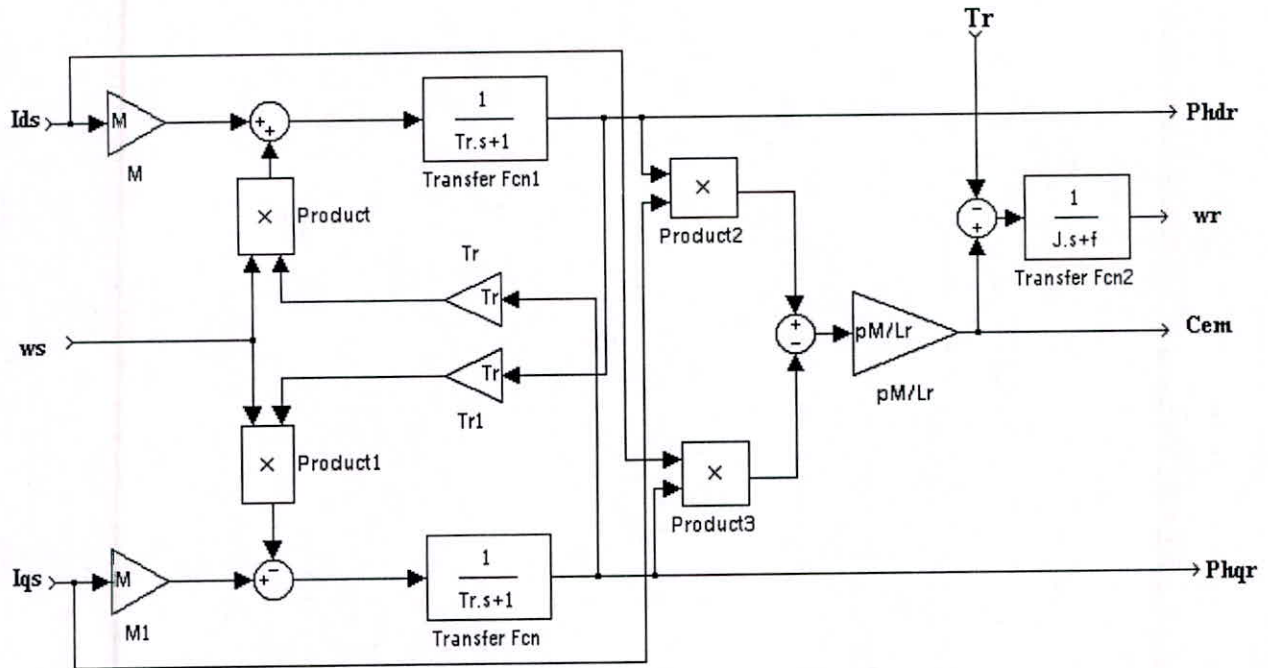 Tr
Ids
M
M
+
+
1
Tr.s+1
Transfer Fcn1
Phdr
×
Product
×
Product2
-
+
1
J.s+f
Transfer Fcn2
wr
Tr
Tr
ws
+
-
pM/Lr
pM/Lr
Cem
Tr
Tr1
×
Product1
×
Product3
Iqs
M
M1
+
-
1
Tr.s+1
Transfer Fcn
Phqr